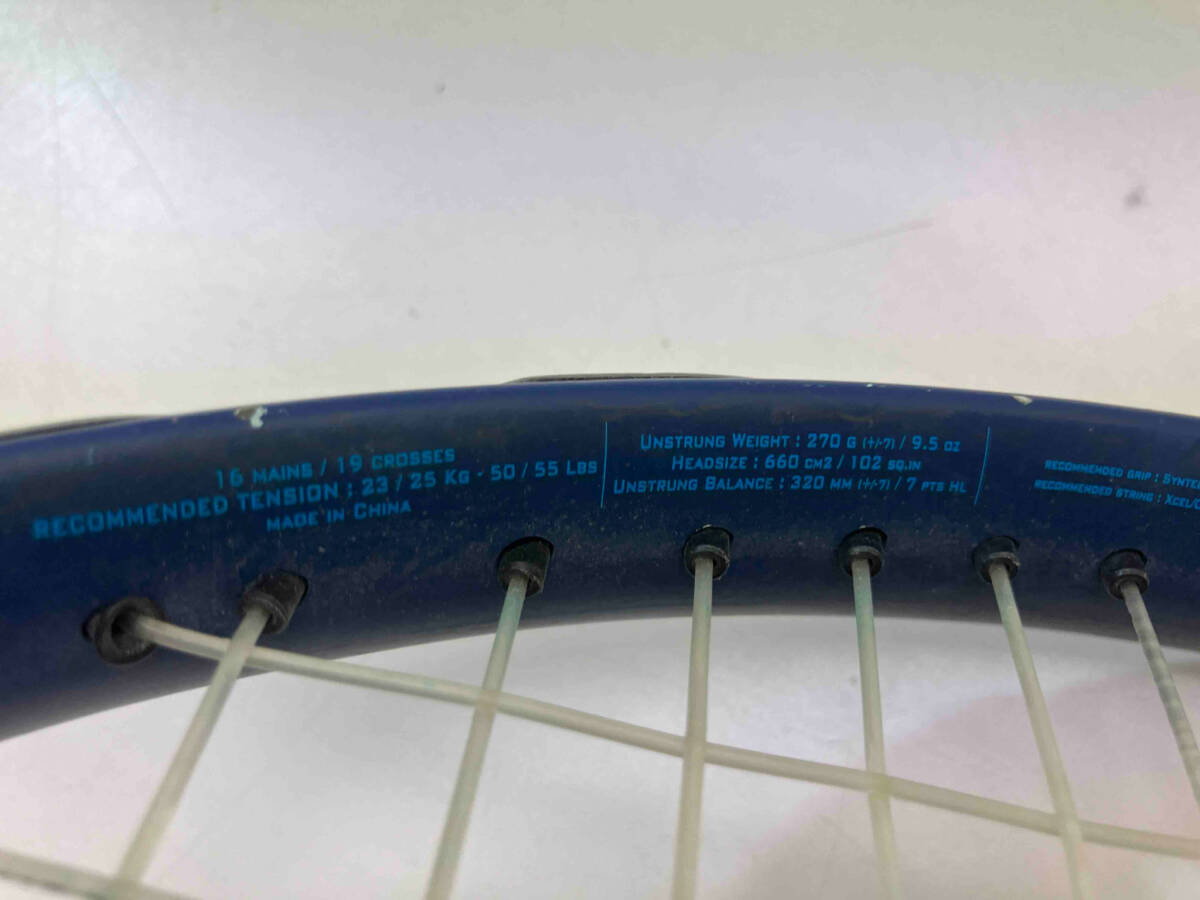 16 MAINS / 19 CROSSES
RECOMMENDED TENSION : 23 / 25 KG - 50 / 55 LBS
MADE IN CHINA
UNSTRUNG WEIGHT : 270 G (+/-7) / 9.5 OZ
HEADSIZE : 660 CM2 / 102 SQ.IN
UNSTRUNG BALANCE : 320 MM (+/-7) / 7 PTS HL
RECOMMENDED GRIP :
RECOMMENDED STRING :